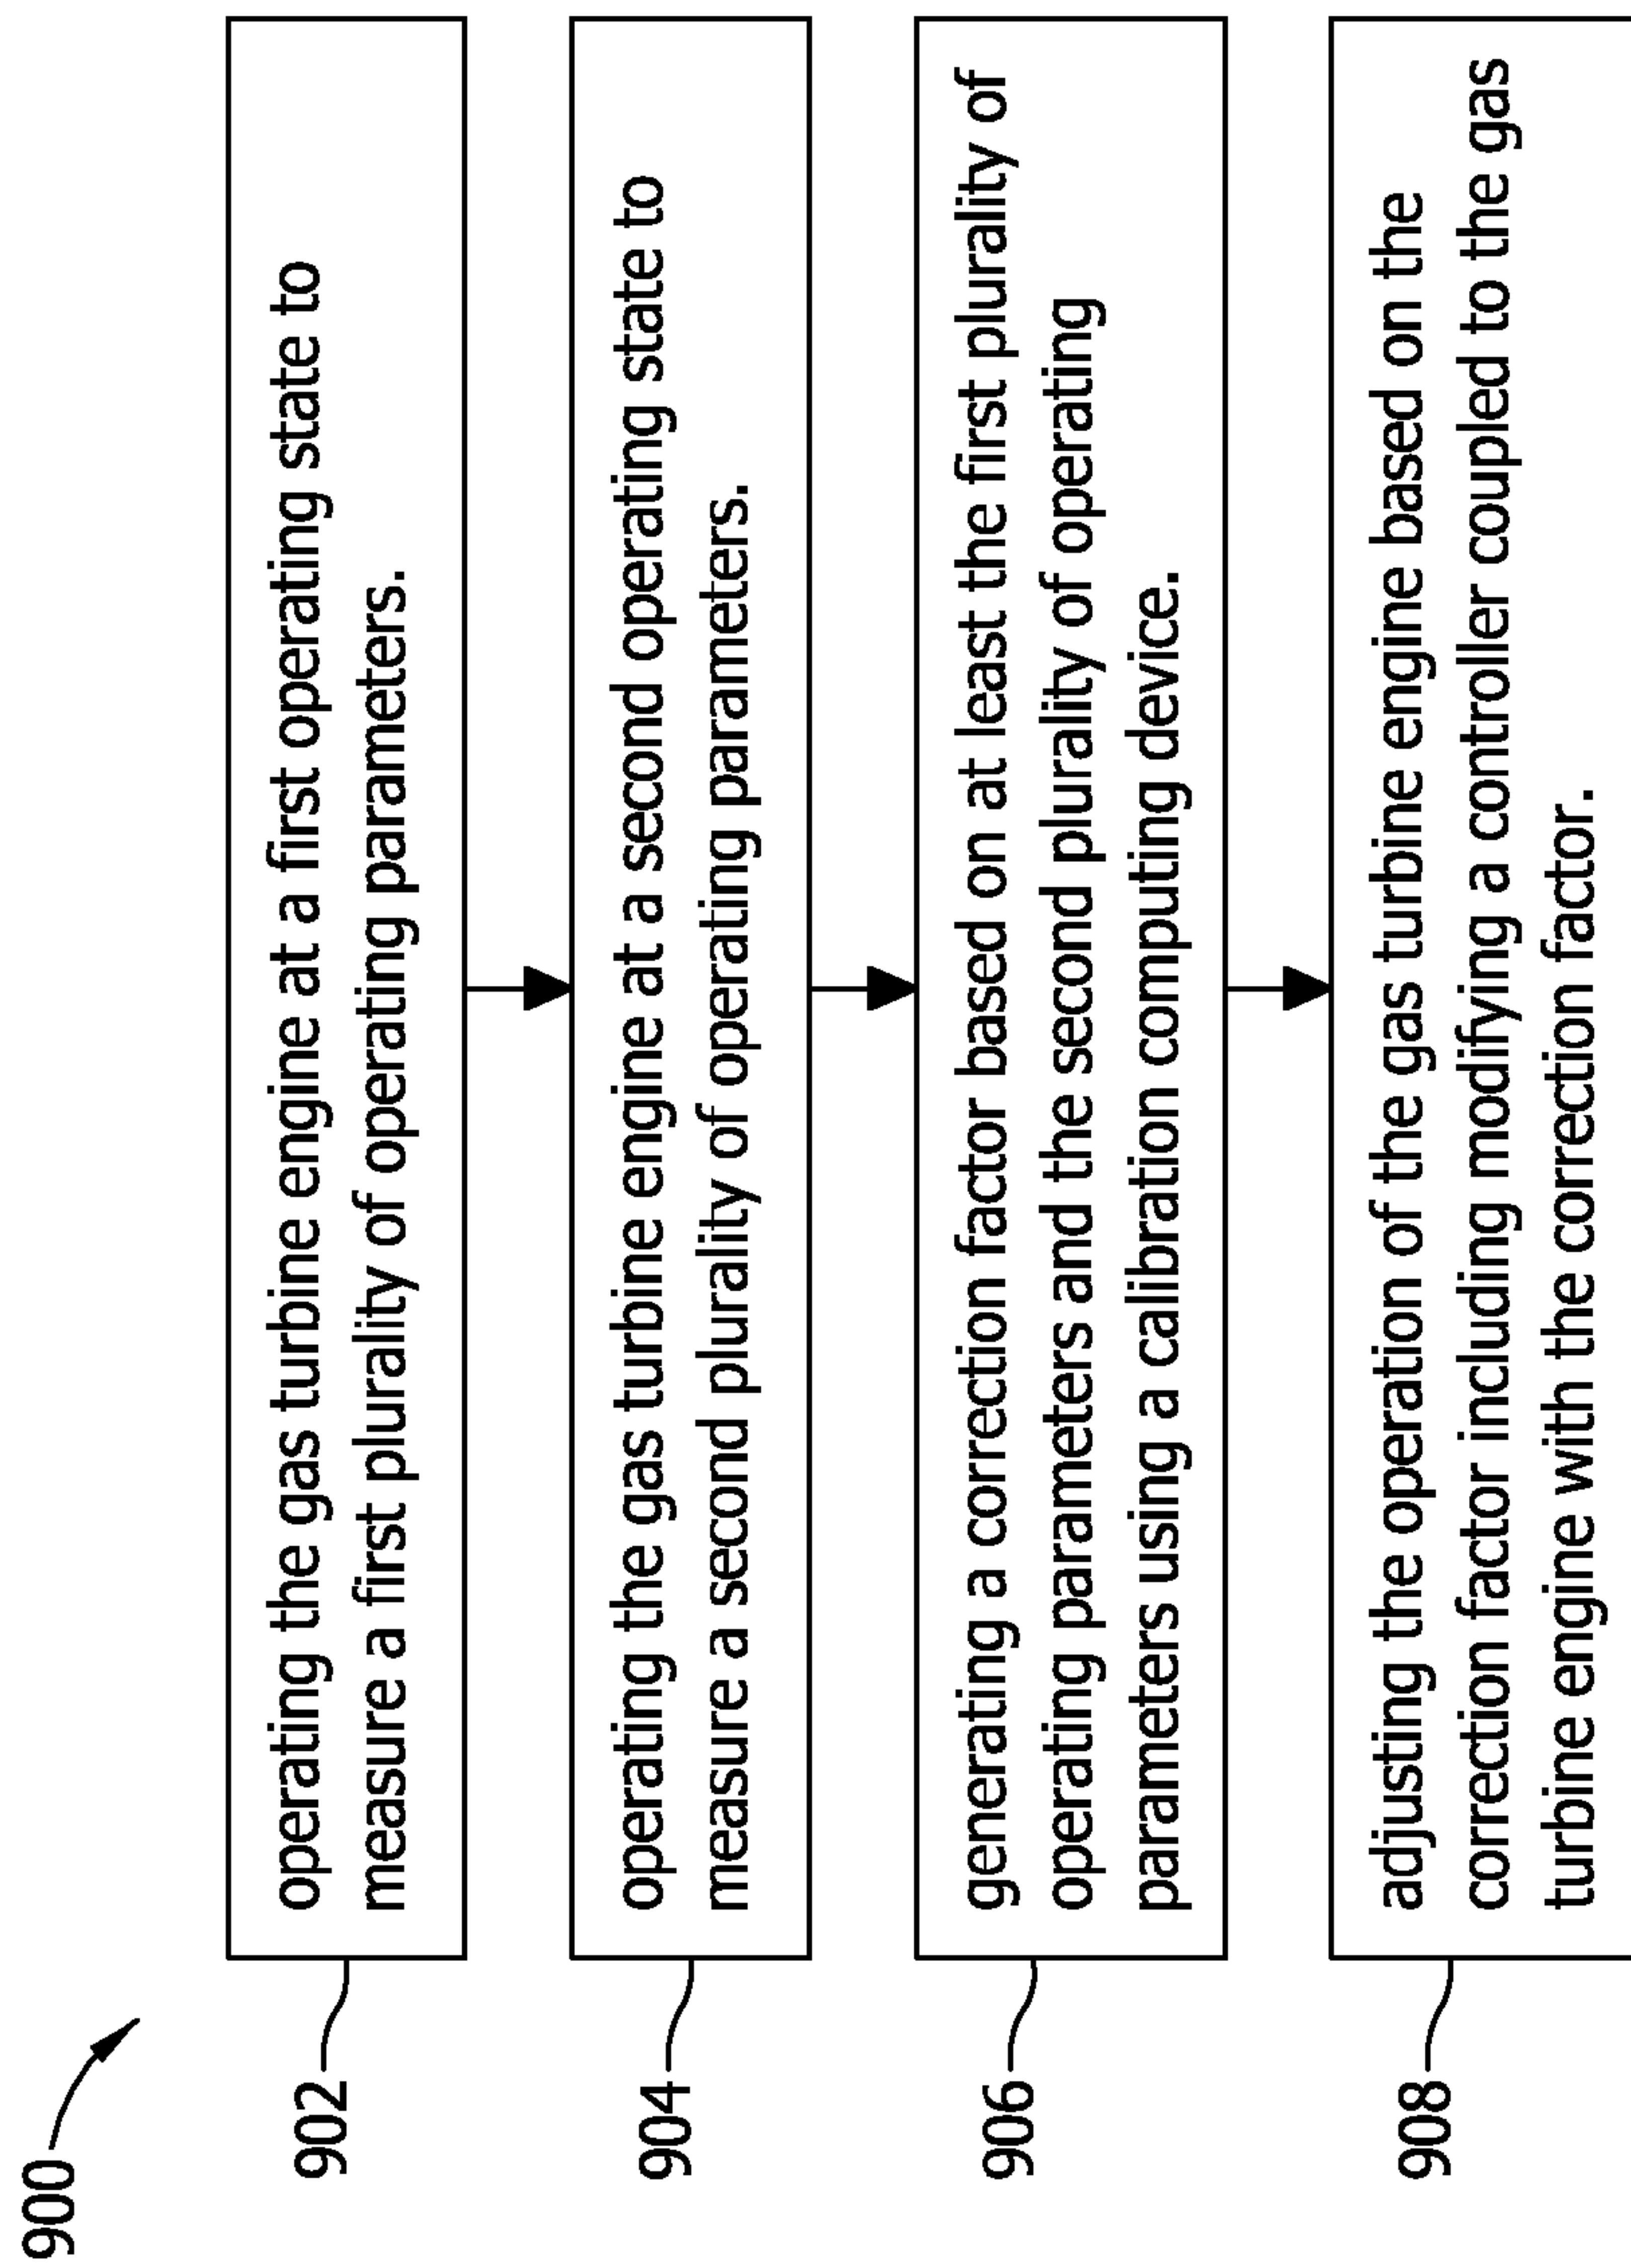 900
902
operating the gas turbine engine at a first operating state to
measure a first plurality of operating parameters.
904
operating the gas turbine engine at a second operating state to
measure a second plurality of operating parameters.
906
generating a correction factor based on at least the first plurality of
operating parameters and the second plurality of operating
parameters using a calibration computing device.
908
adjusting the operation of the gas turbine engine based on the
correction factor including modifying a controller coupled to the gas
turbine engine with the correction factor.